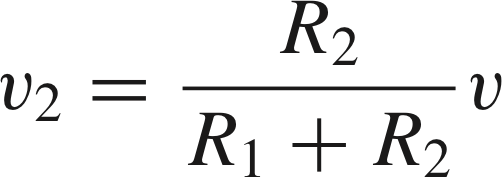 v₂ = R₂ / (R₁ + R₂) v